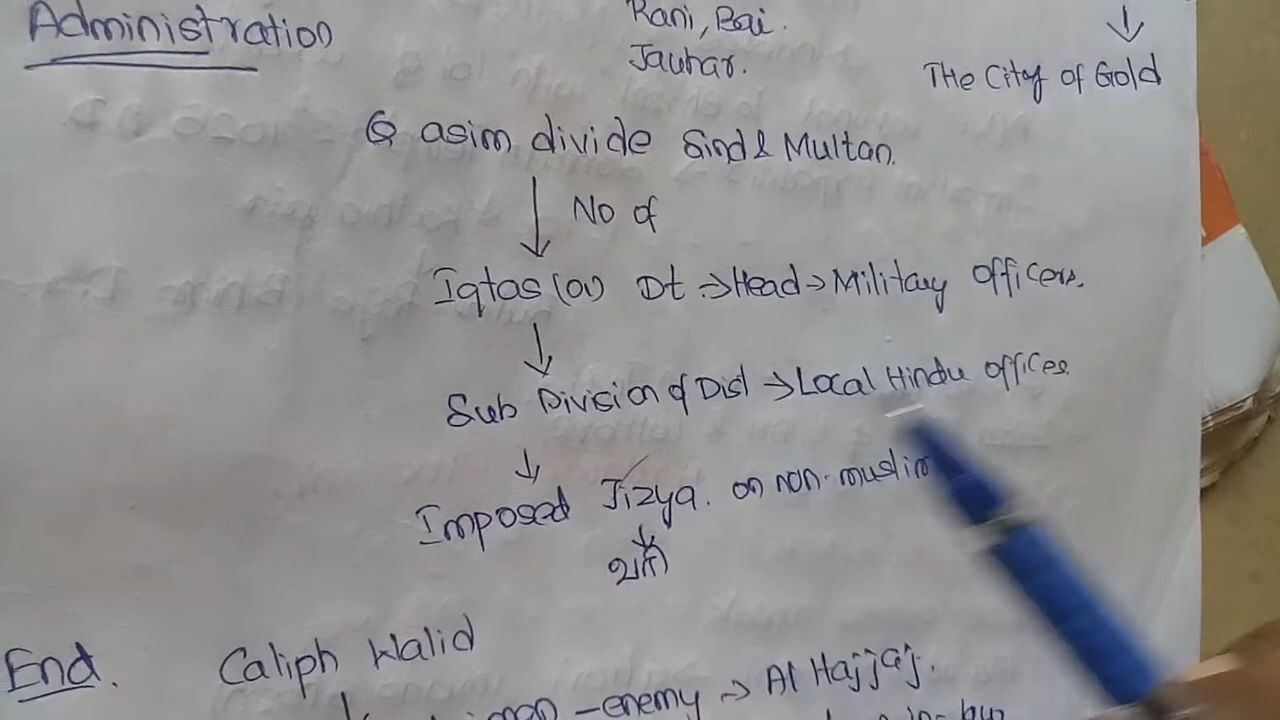 Administration
Rani, Bai.
Jauhar.
↓
The City of Gold
Qasim divide Sind & Multan.
↓ No of
Iqtas (or) Dt → Head → Military Officers.
↓
Sub Division of Dist → Local Hindu offices
↓
Imposed Jizya. on non-muslim
↓
வரி
End.
Caliph Walid
-enemy → Al Hajjaj.